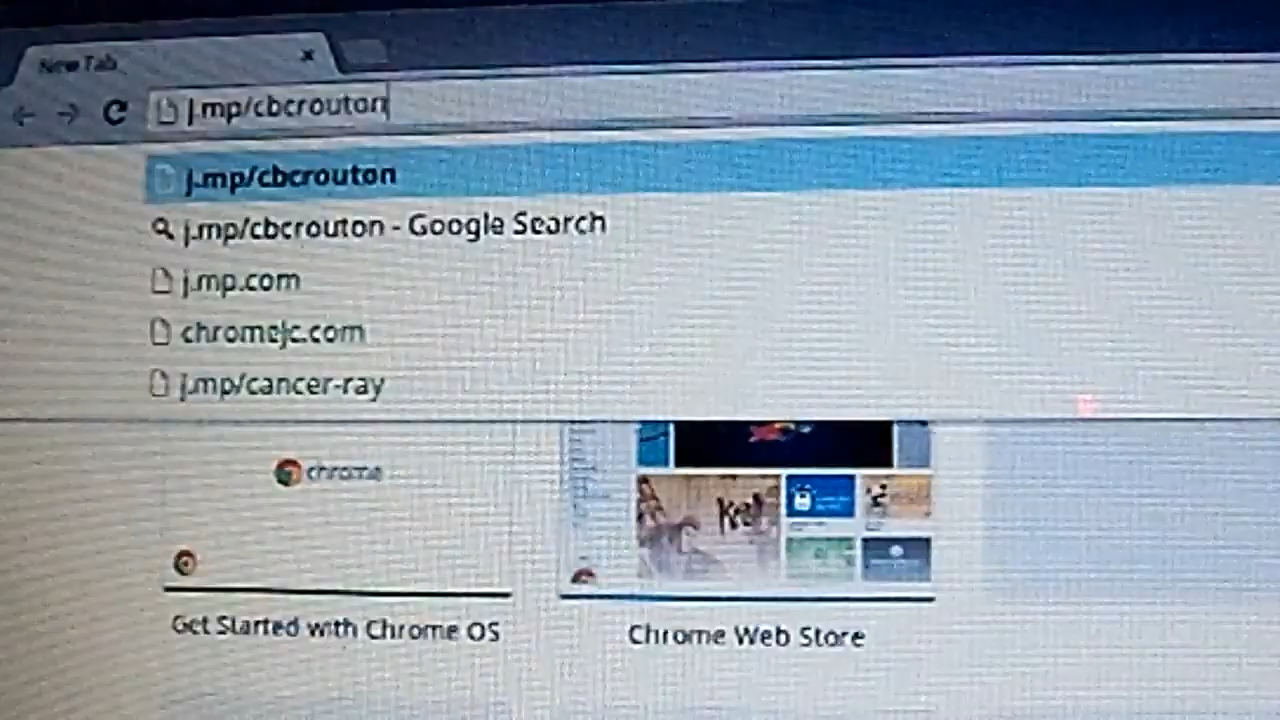 New Tab
j.mp/cbcrouton
j.mp/cbcrouton
j.mp/cbcrouton - Google Search
j.mp.com
chromejc.com
j.mp/cancer-ray
chrome
Get Started with Chrome OS
Chrome Web Store